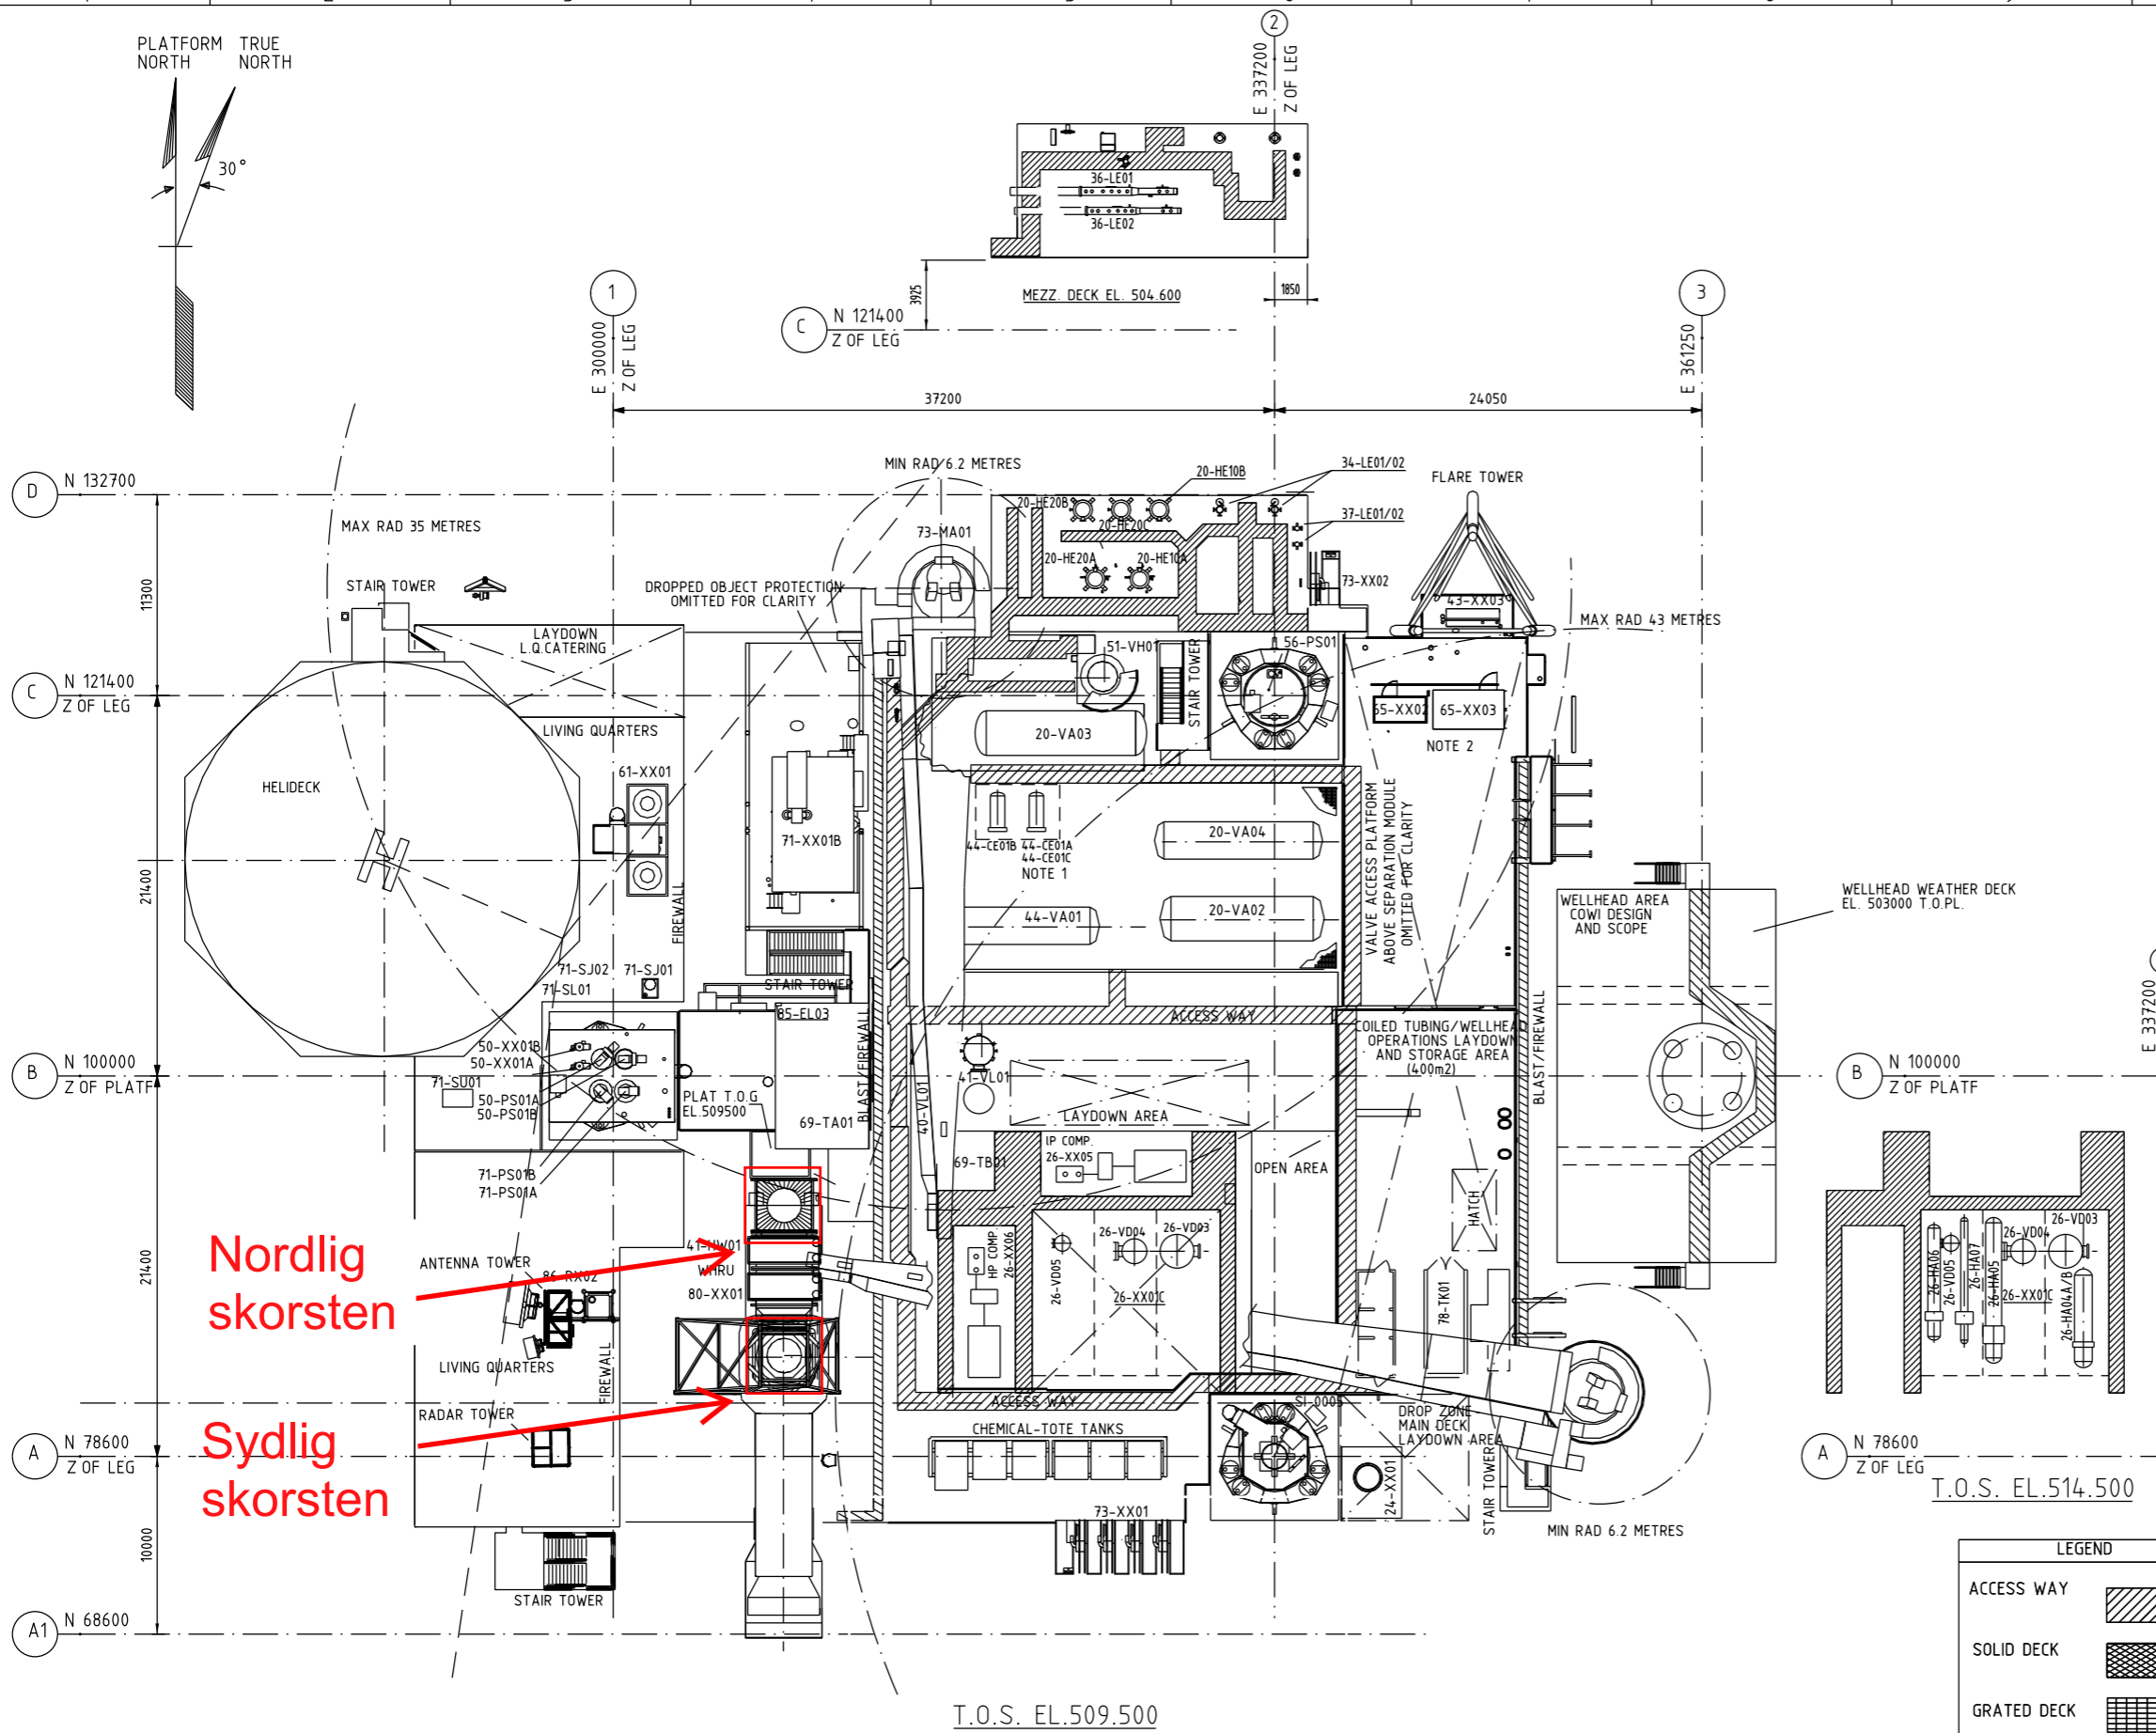 PLATFORM TRUE
NORTH NORTH
30°
2
E 337200
Z OF LEG
36-LE01
36-LE02
3925
MEZZ. DECK EL. 504.600
1850
C
N 121400
Z OF LEG
1
E 300000
Z OF LEG
3
E 361250
37200
24050
D
N 132700
MIN RAD 6.2 METRES
20-HE10B
34-LE01/02
FLARE TOWER
MAX RAD 35 METRES
20-HE20B
20-HE20C
37-LE01/02
73-MA01
20-HE20A
20-HE10A
73-XX02
11300
STAIR TOWER
DROPPED OBJECT PROTECTION
OMITTED FOR CLARITY
43-XX03
MAX RAD 43 METRES
LAYDOWN
L.Q.CATERING
51-VH01
STAIR TOWER
56-PS01
C
N 121400
Z OF LEG
LIVING QUARTERS
20-VA03
65-XX02
65-XX03
NOTE 2
HELIDECK
61-XX01
71-XX01B
44-CE01B
44-CE01A
44-CE01C
NOTE 1
20-VA04
VALVE ACCESS PLATFORM
ABOVE SEPARATION MODULE
OMITTED FOR CLARITY
21400
FIREWALL
44-VA01
20-VA02
WELLHEAD AREA
COWI DESIGN
AND SCOPE
WELLHEAD WEATHER DECK
EL. 503000 T.O.PL.
71-SJ02
71-SJ01
71-SL01
STAIR TOWER
85-EL03
BLAST/FIREWALL
ACCESS WAY
COILED TUBING/WELLHEAD
OPERATIONS LAYDOWN
AND STORAGE AREA
(400m2)
BLAST/FIREWALL
E 337200
50-XX01B
50-XX01A
B
N 100000
Z OF PLATF
71-SU01
50-PS01A
50-PS01B
PLAT T.O.G
EL.509500
69-TA01
40-VL01
41-VL01
LAYDOWN AREA
B
N 100000
Z OF PLATF
71-PS01B
71-PS01A
69-TB01
IP COMP.
26-XX05
OPEN AREA
HATCH
Nordlig
skorsten
41-HW01
WHRU
80-XX01
ANTENNA TOWER
86-RX02
HP COMP
26-XX06
26-VD05
26-VD04
26-VD03
26-XX01C
78-TK01
21400
26-HA06
26-VD05
26-HA07
26-HA05
26-VD04
26-VD03
26-XX01C
26-HA04A/B
LIVING QUARTERS
FIREWALL
RADAR TOWER
ACCESS WAY
SI-0005
DROP ZONE
MAIN DECK
LAYDOWN AREA
Sydlig
skorsten
CHEMICAL-TOTE TANKS
A
N 78600
Z OF LEG
24-XX01
STAIR TOWER
A
N 78600
Z OF LEG
T.O.S. EL.514.500
73-XX01
MIN RAD 6.2 METRES
10000
STAIR TOWER
A1
N 68600
T.O.S. EL.509.500
LEGEND
ACCESS WAY
SOLID DECK
GRATED DECK